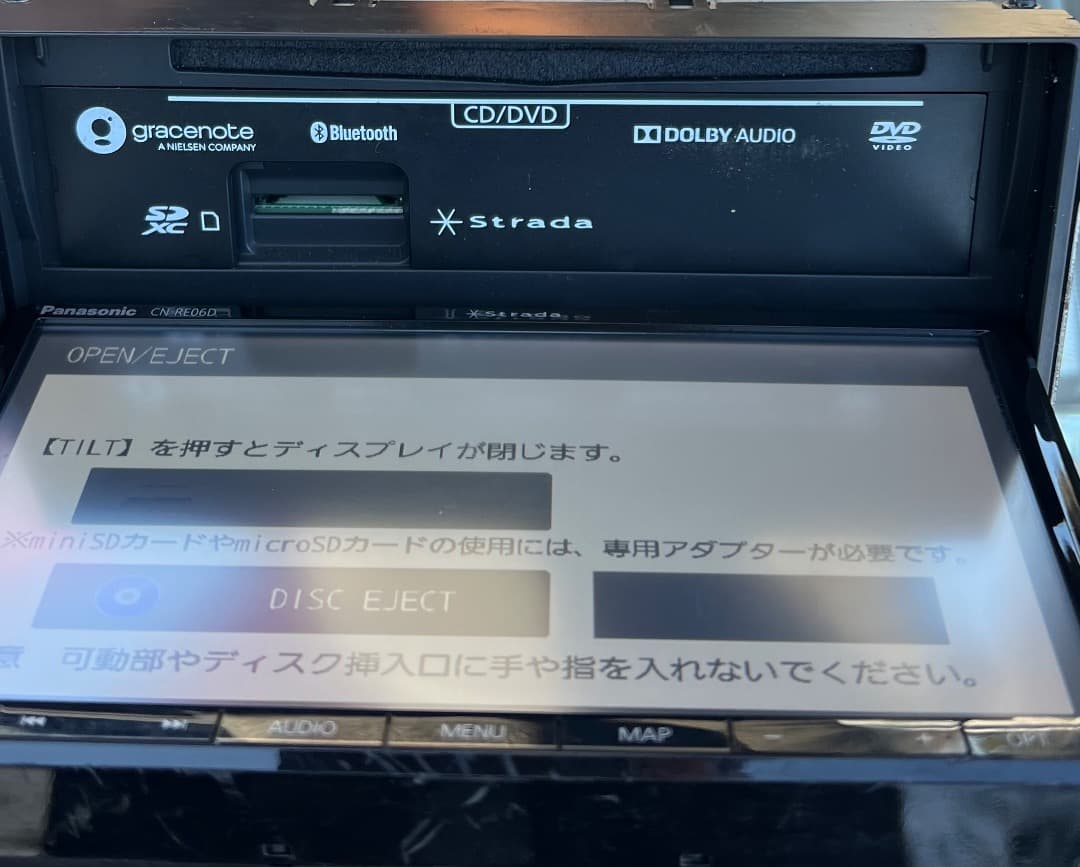 gracenote
A NIELSEN COMPANY
Bluetooth
CD/DVD
DOLBY AUDIO
DVD
VIDEO
SD
XC
Strada
Panasonic CN-RE06D
Strada
OPEN/EJECT
【TILT】を押すとディスプレイが閉じます。
※miniSDカードやmicroSDカードの使用には、専用アダプターが必要です。
DISC EJECT
意 可動部やディスク挿入口に手や指を入れないでください。
AUDIO
MENU
MAP
- +
OPT